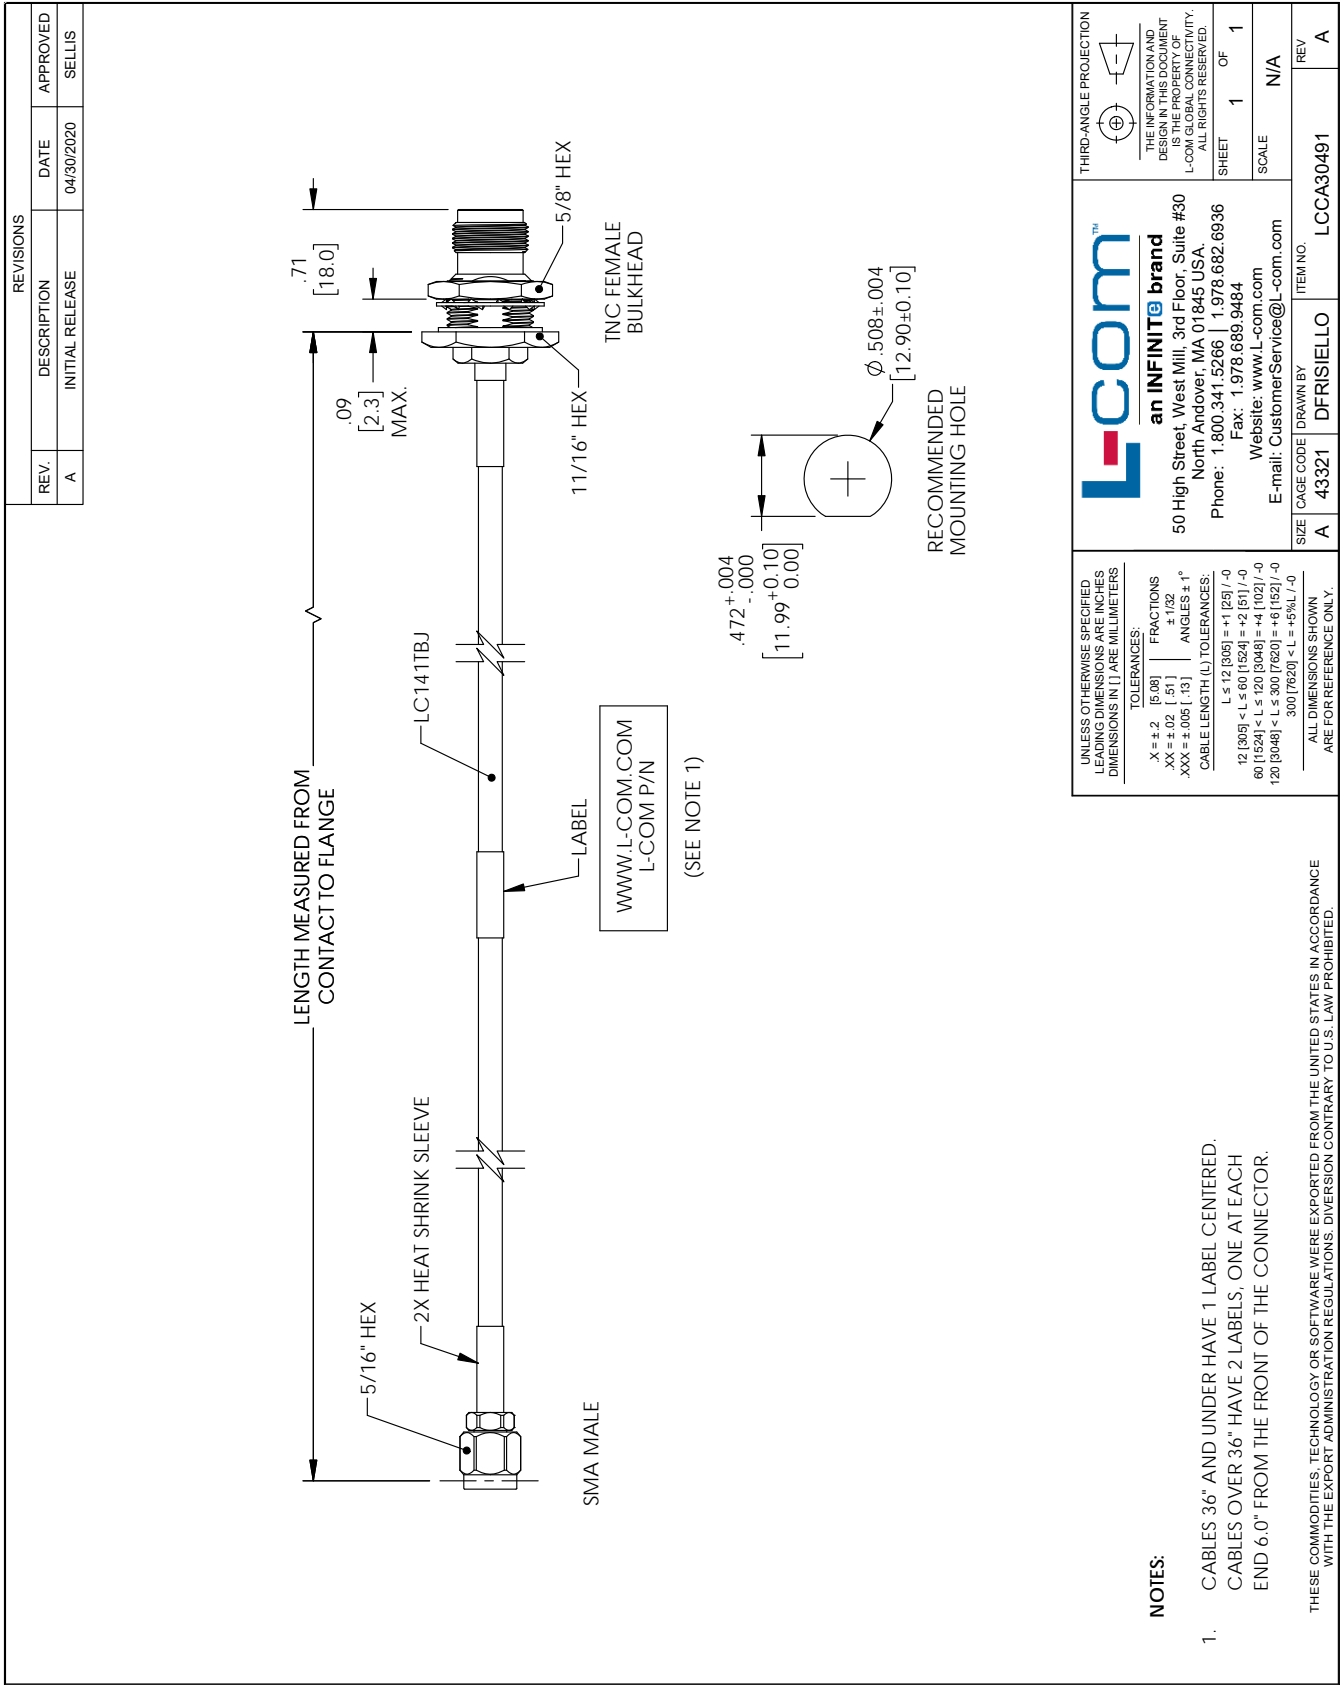 REVISIONS
REV. DESCRIPTION DATE APPROVED
A INITIAL RELEASE 04/30/2020 SELLIS
LENGTH MEASURED FROM
CONTACT TO FLANGE
.71
[18.0]
.09
[2.3]
MAX.
5/16" HEX
2X HEAT SHRINK SLEEVE
LC141TBJ
LABEL
WWW.L-COM.COM
L-COM P/N
(SEE NOTE 1)
11/16" HEX
5/8" HEX
SMA MALE
TNC FEMALE
BULKHEAD
.472+.004
-.000
[11.99+0.10]
0.00
Ø.508±.004
[12.90±0.10]
RECOMMENDED
MOUNTING HOLE
NOTES:
1. CABLES 36" AND UNDER HAVE 1 LABEL CENTERED.
CABLES OVER 36" HAVE 2 LABELS, ONE AT EACH
END 6.0" FROM THE FRONT OF THE CONNECTOR.
THESE COMMODITIES, TECHNOLOGY OR SOFTWARE WERE EXPORTED FROM THE UNITED STATES IN ACCORDANCE
WITH THE EXPORT ADMINISTRATION REGULATIONS. DIVERSION CONTRARY TO U.S. LAW PROHIBITED.
UNLESS OTHERWISE SPECIFIED
LEADING DIMENSIONS ARE INCHES
DIMENSIONS IN [ ] ARE MILLIMETERS
TOLERANCES:
.X = ±.2 [5.08] FRACTIONS
.XX = ±.02 [.51] ± 1/32
.XXX = ±.005 [.13] ANGLES ± 1°
CABLE LENGTH (L) TOLERANCES:
L ≤ 12 [305] = +1 [25] / -0
12 [305] < L ≤ 60 [1524] = +2 [51] / -0
60 [1524] < L ≤ 120 [3048] = +4 [102] / -0
120 [3048] < L ≤ 300 [7620] = +6 [152] / -0
300 [7620] < L = +5%L / -0
ALL DIMENSIONS SHOWN
ARE FOR REFERENCE ONLY.
L-com™
an INFINIT@ brand
50 High Street, West Mill, 3rd Floor, Suite #30
North Andover, MA 01845 USA.
Phone: 1.800.341.5266 | 1.978.682.6936
Fax: 1.978.689.9484
Website: www.L-com.com
E-mail: CustomerService@L-com.com
THIRD-ANGLE PROJECTION
THE INFORMATION AND
DESIGN IN THIS DOCUMENT
IS THE PROPERTY OF
L-COM GLOBAL CONNECTIVITY.
ALL RIGHTS RESERVED.
SHEET 1 OF 1
SCALE N/A
SIZE A
CAGE CODE 43321
DRAWN BY DFRISIELLO
ITEM NO. LCCA30491
REV A